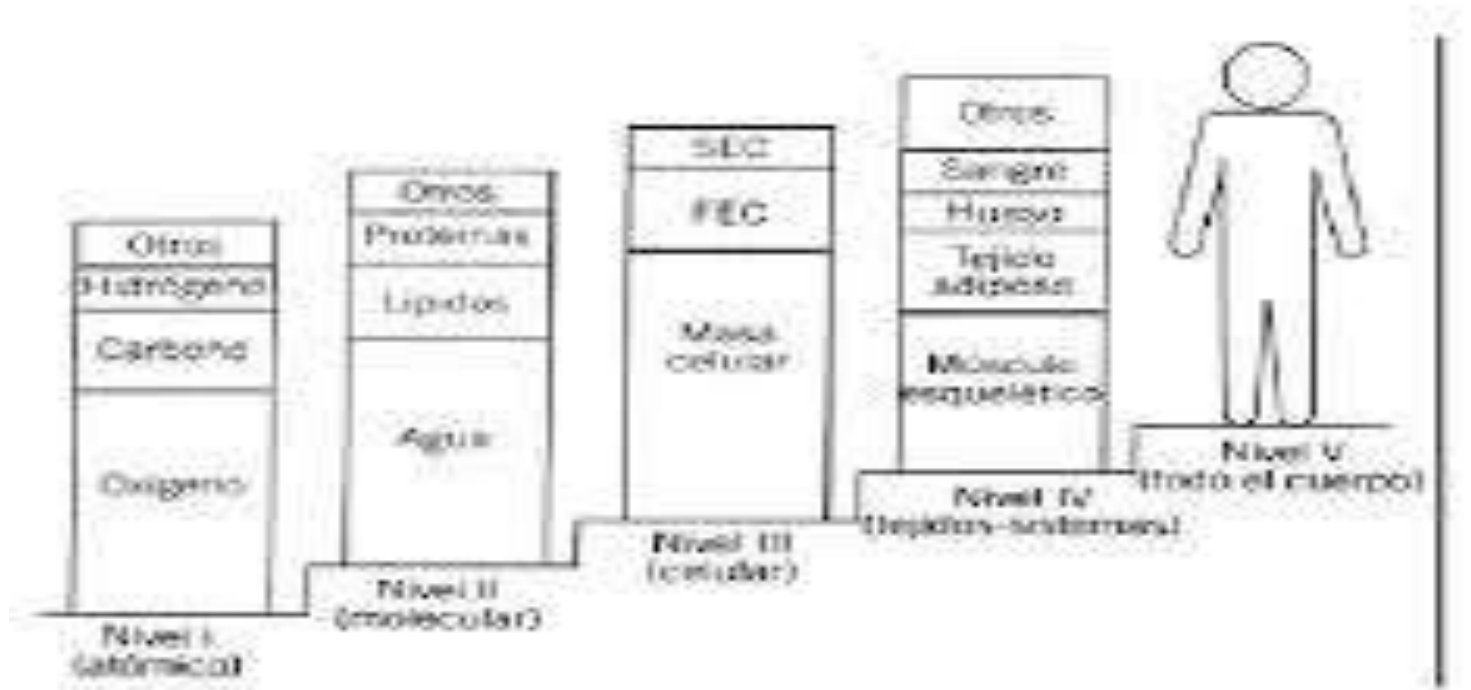 Otros
Hidrógeno
Carbono
Oxígeno
Nivel I
(atómico)
Otros
Proteínas
Lípidos
Agua
Nivel II
(molecular)
SEC
FEC
Masa
celular
Nivel III
(celular)
Otros
Sangre
Hueso
Tejido
adiposo
Músculo
esquelético
Nivel IV
(tejidos-sistemas)
Nivel V
(todo el cuerpo)